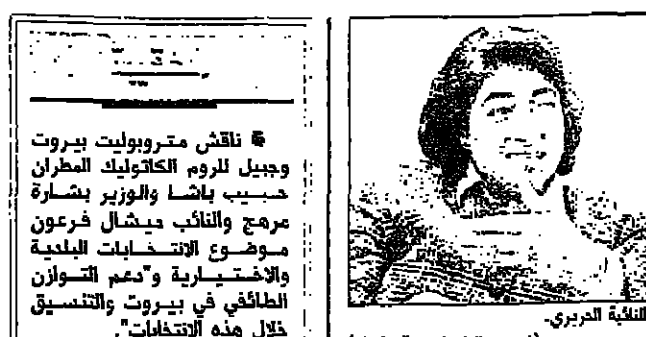 ناقش متروبوليت بيروت
وجبيل للروم الكاثوليك المطران
حبيب باشا والوزير بشارة
مرهج والنائب ميشال فرعون
موضوع الانتخابات البلدية
والاختيارية و"دعم التوازن
الطائفي في بيروت والتنسيق
خلال هذه الانتخابات".
النائبة الحريري.